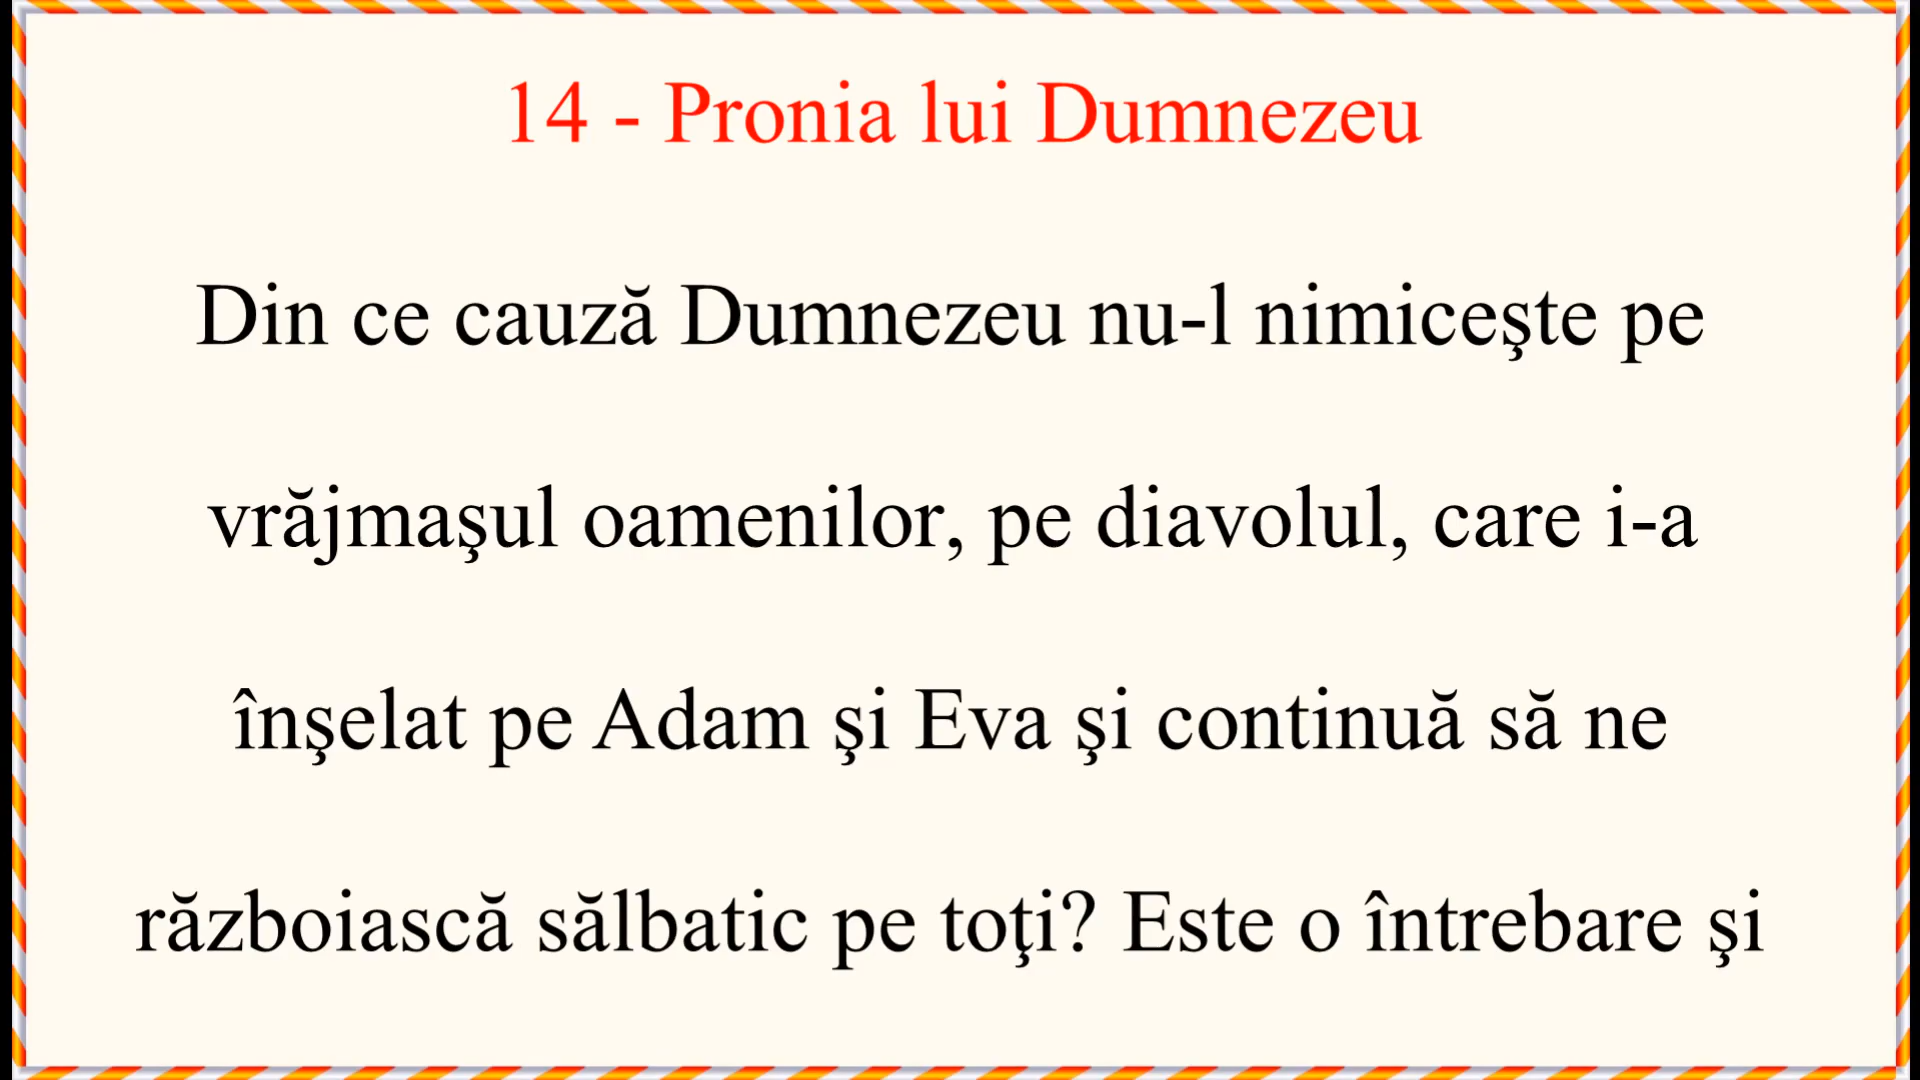 14 - Pronia lui Dumnezeu
Din ce cauză Dumnezeu nu-l nimiceşte pe
vrăjmaşul oamenilor, pe diavolul, care i-a
înşelat pe Adam şi Eva şi continuă să ne
războiască sălbatic pe toţi? Este o întrebare şi